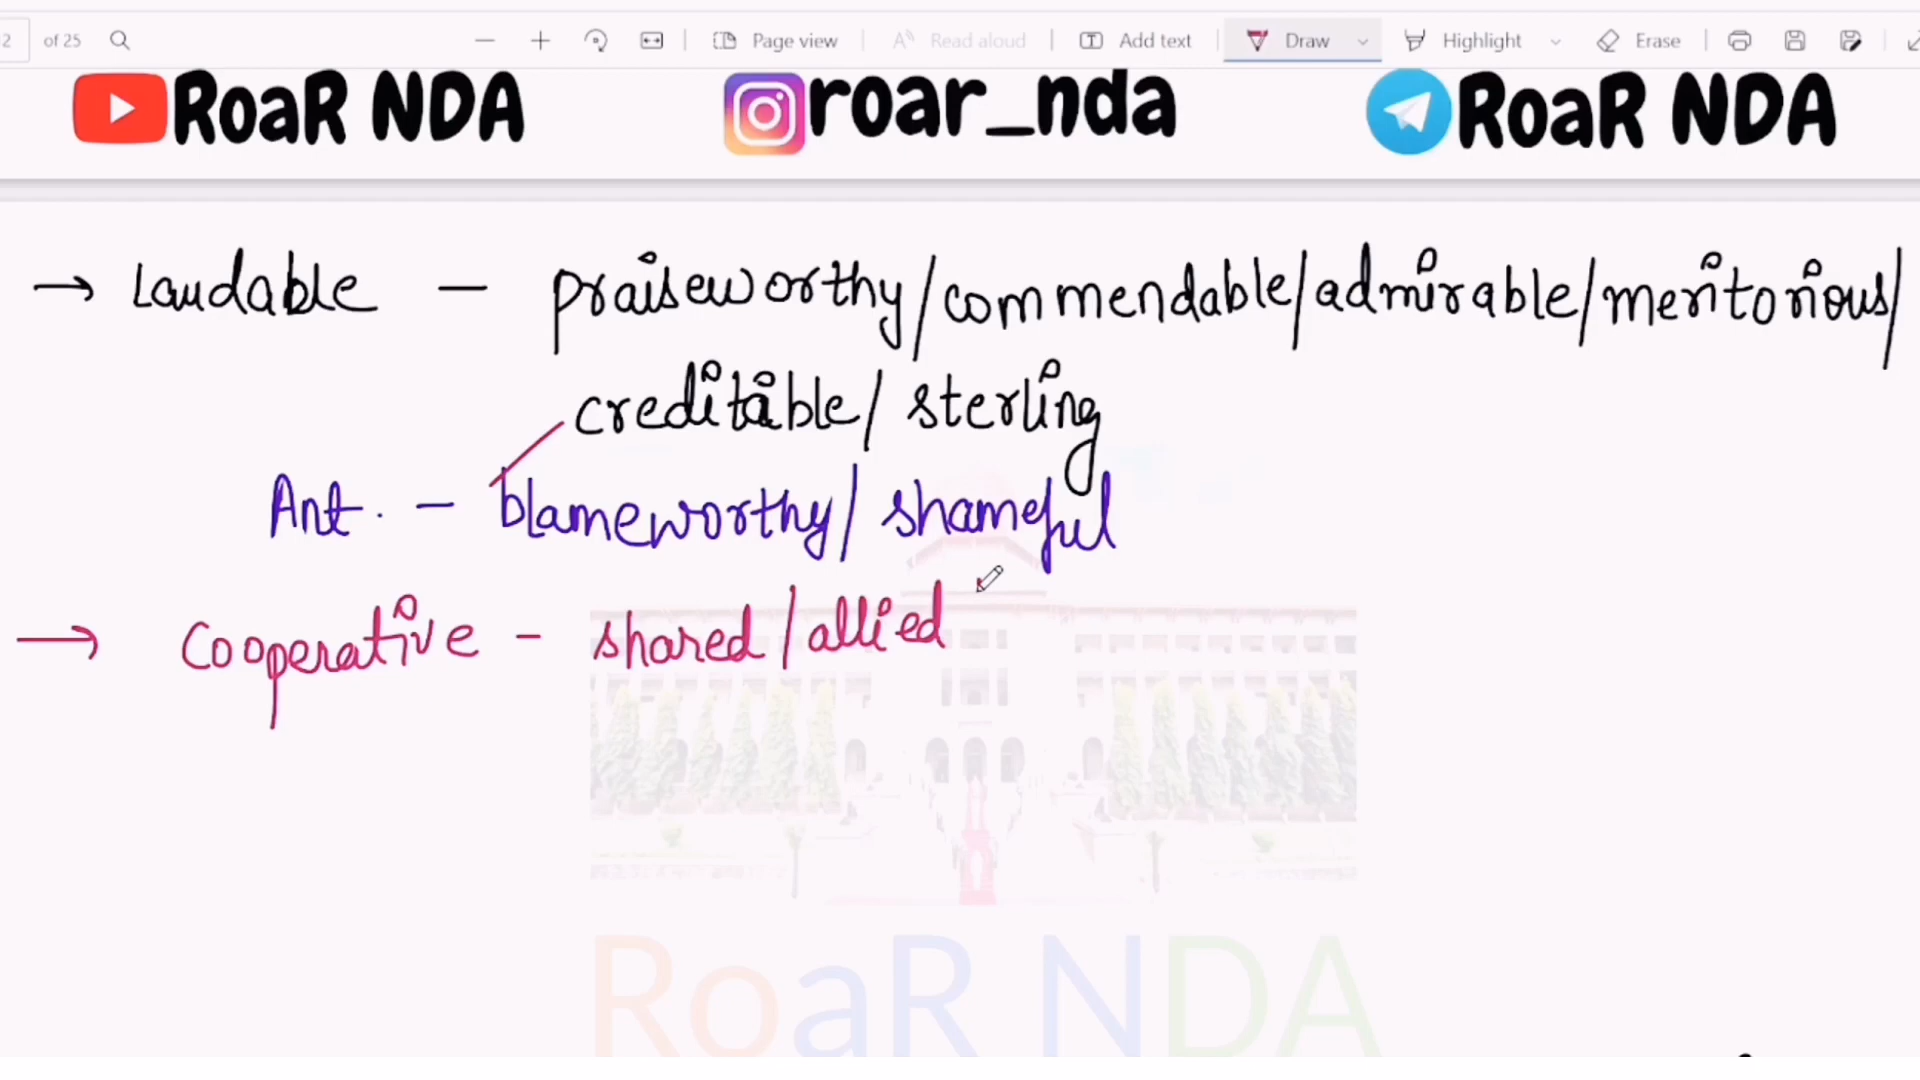 2 of 25 Page view Read aloud Add text Draw Highlight Erase
RoaR NDA roar_nda RoaR NDA
→ Laudable – praiseworthy/commendable/admirable/meritorious/
creditable/ sterling
Ant. – blameworthy/ shameful
→ Cooperative – shared/allied
RoaR NDA